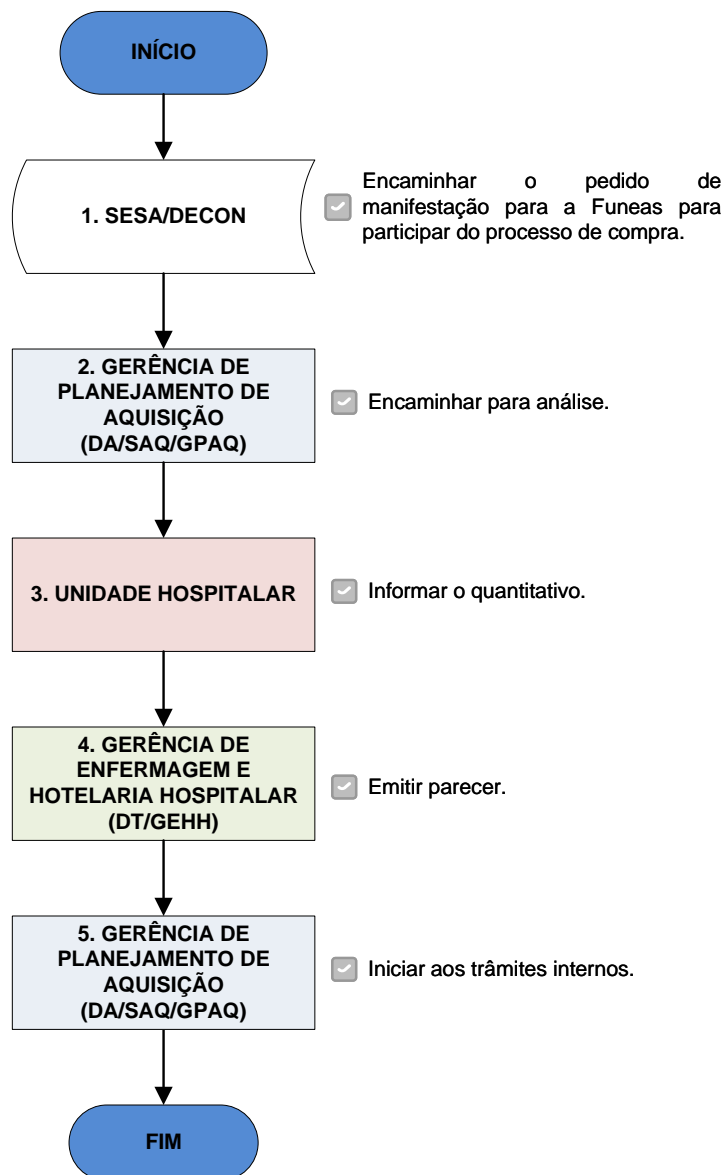 INÍCIO
1. SESA/DECON
Encaminhar o pedido de
manifestação para a Funeas para
participar do processo de compra.
2. GERÊNCIA DE
PLANEJAMENTO DE
AQUISIÇÃO
(DA/SAQ/GPAQ)
Encaminhar para análise.
3. UNIDADE HOSPITALAR
Informar o quantitativo.
4. GERÊNCIA DE
ENFERMAGEM E
HOTELARIA HOSPITALAR
(DT/GEHH)
Emitir parecer.
5. GERÊNCIA DE
PLANEJAMENTO DE
AQUISIÇÃO
(DA/SAQ/GPAQ)
Iniciar aos trâmites internos.
FIM